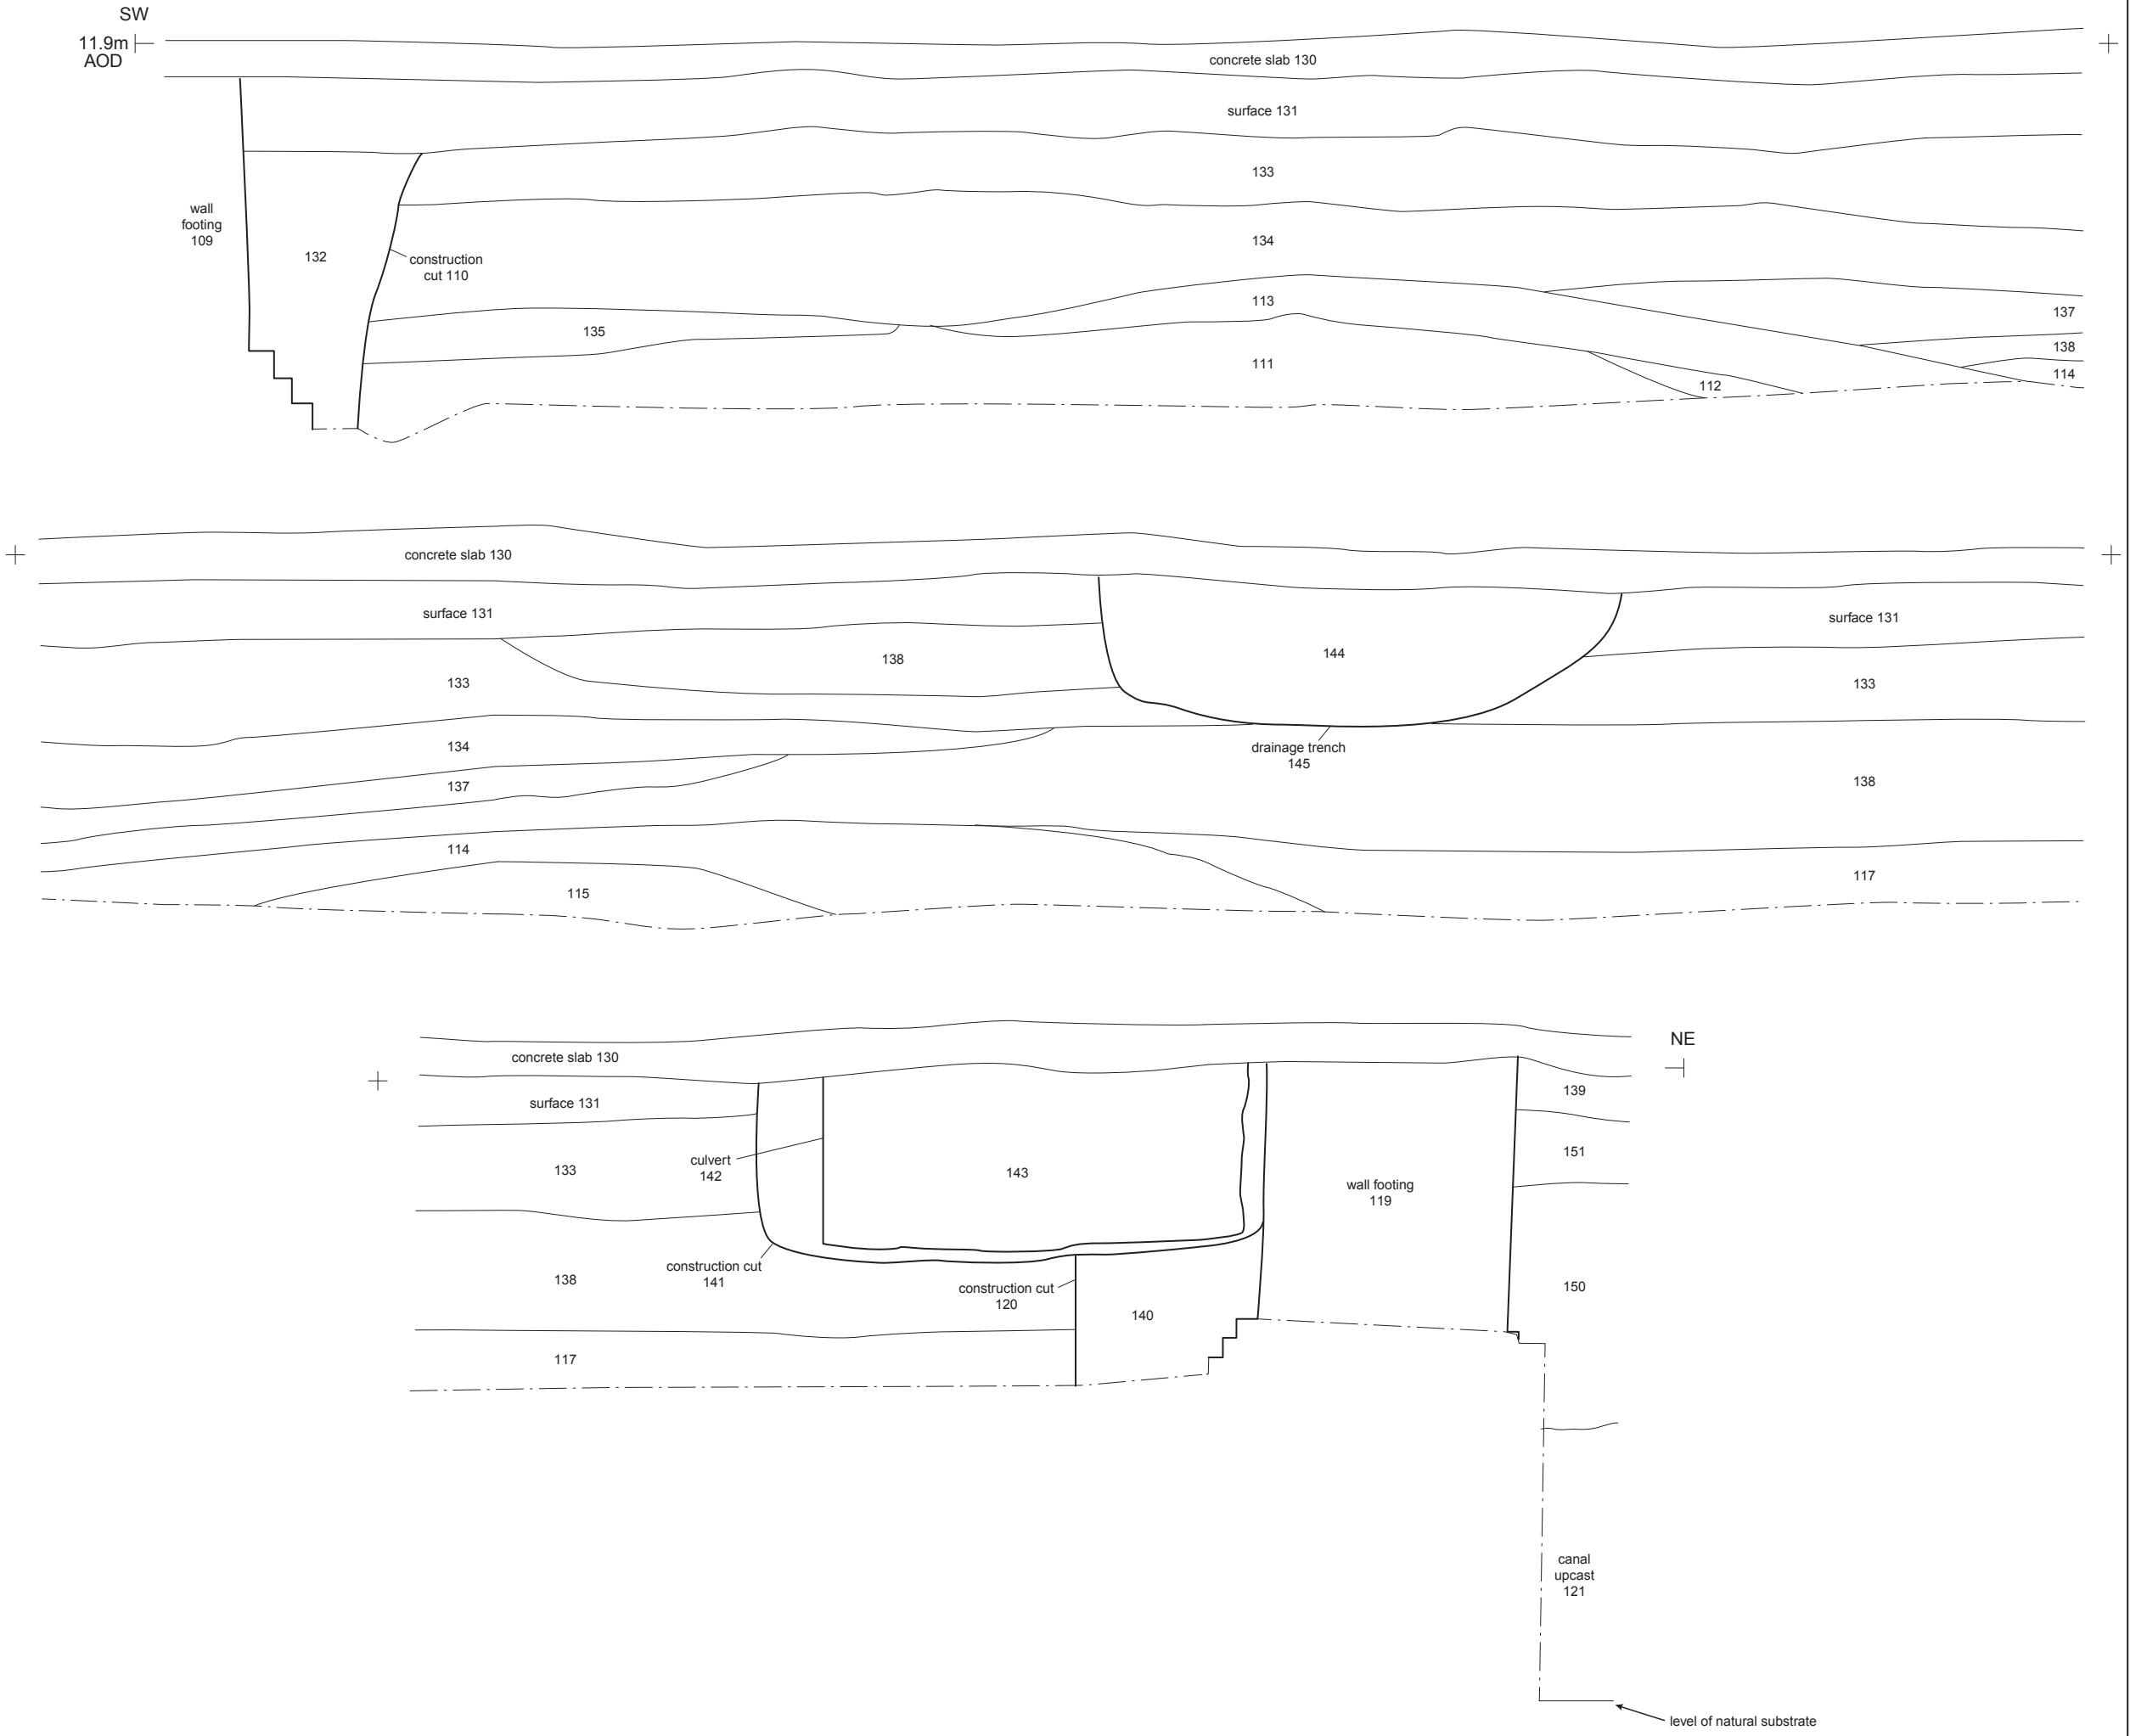 SW
11.9m
AOD
concrete slab 130
surface 131
133
wall
footing
109
132
construction
cut 110
134
113
137
135
138
111
114
112
concrete slab 130
surface 131
surface 131
138
144
133
133
134
drainage trench
145
137
138
114
117
115
NE
concrete slab 130
139
surface 131
151
culvert
142
133
143
wall footing
119
construction cut
141
138
construction cut
120
150
140
117
canal
upcast
121
level of natural substrate